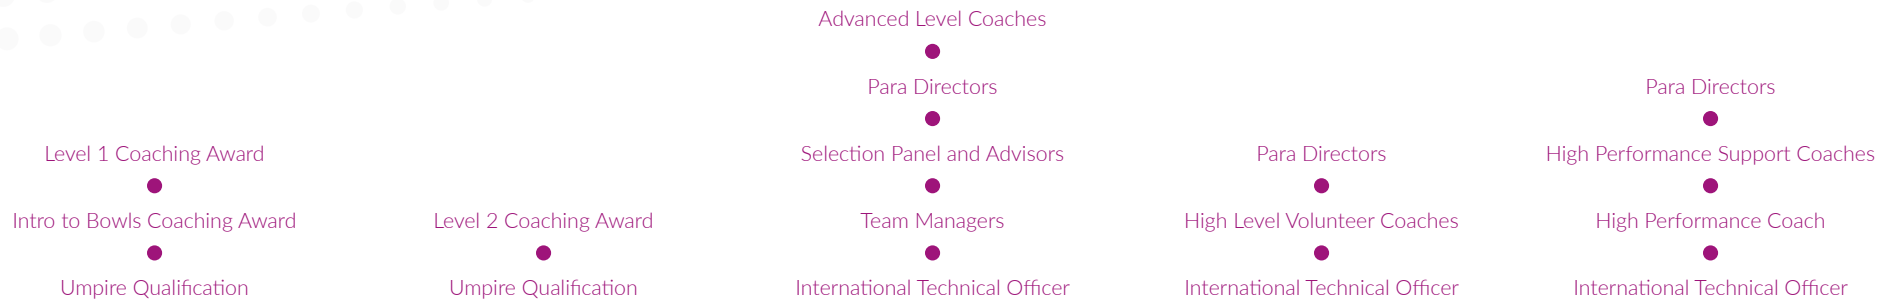 Level 1 Coaching Award
Intro to Bowls Coaching Award
Umpire Qualification
Level 2 Coaching Award
Umpire Qualification
Advanced Level Coaches
Para Directors
Selection Panel and Advisors
Team Managers
International Technical Officer
Para Directors
High Level Volunteer Coaches
International Technical Officer
Para Directors
High Performance Support Coaches
High Performance Coach
International Technical Officer